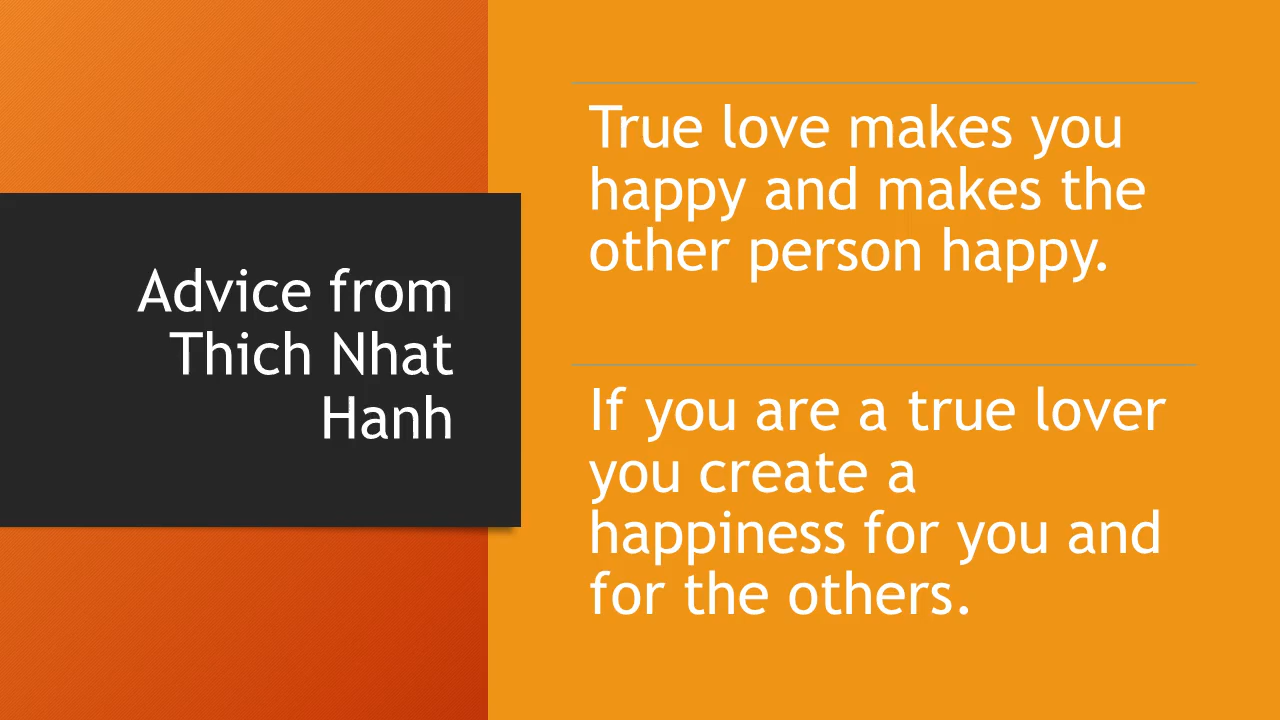 Advice from
Thich Nhat
Hanh
True love makes you
happy and makes the
other person happy.
If you are a true lover
you create a
happiness for you and
for the others.